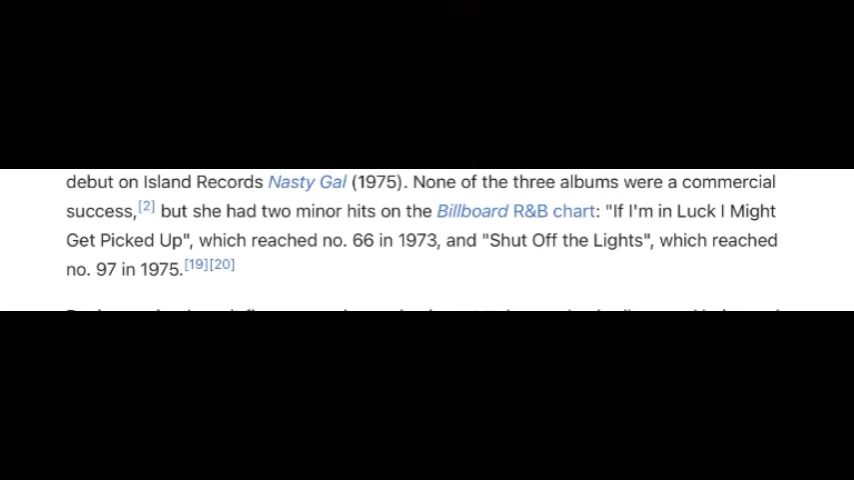 debut on Island Records Nasty Gal (1975). None of the three albums were a commercial
success,[2] but she had two minor hits on the Billboard R&B chart: "If I'm in Luck I Might
Get Picked Up", which reached no. 66 in 1973, and "Shut Off the Lights", which reached
no. 97 in 1975.[19][20]